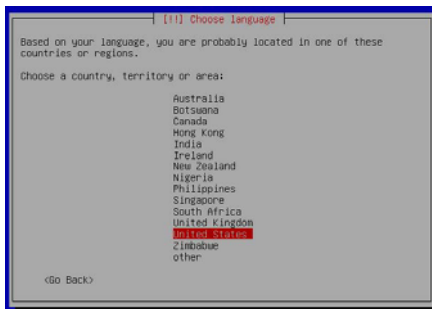 [!!] Choose language
Based on your language, you are probably located in one of these
countries or regions.
Choose a country, territory or area:
Australia
Botswana
Canada
Hong Kong
India
Ireland
New Zealand
Nigeria
Philippines
Singapore
South Africa
United Kingdom
United States
Zimbabwe
other
<Go Back>